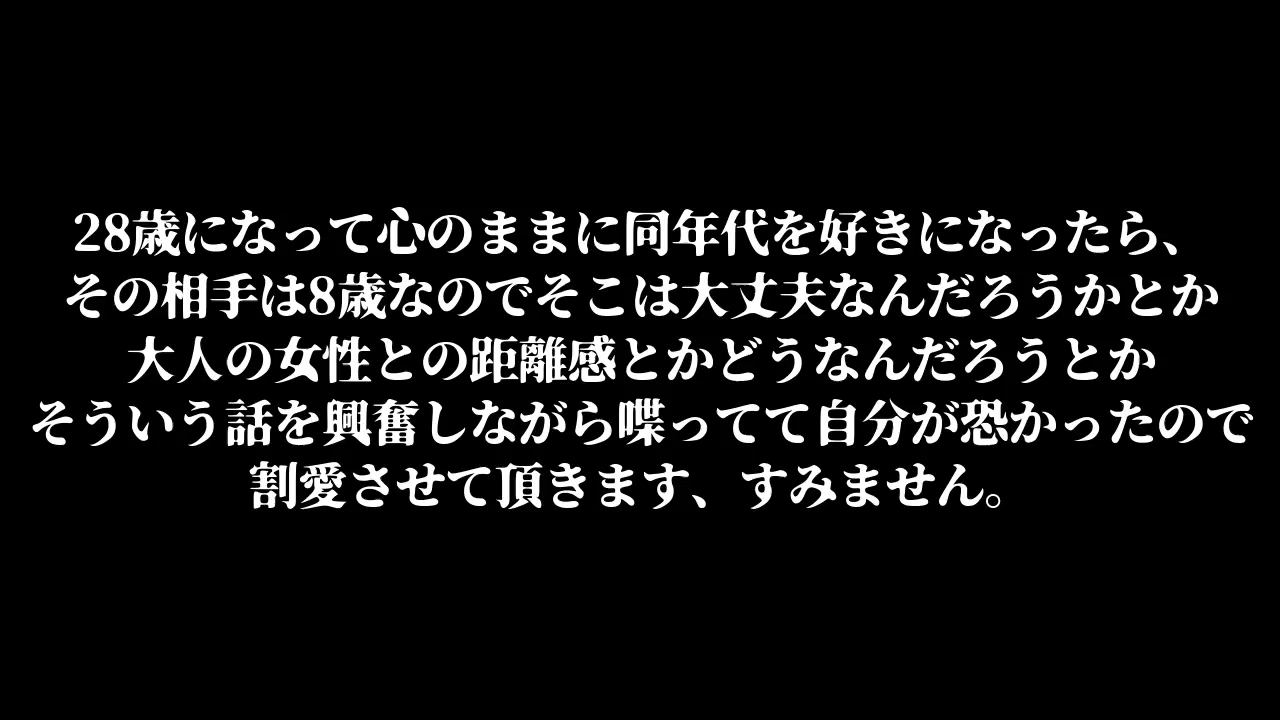 28歳になって心のままに同年代を好きになったら、
その相手は8歳なのでそこは大丈夫なんだろうかとか
大人の女性との距離感とかどうなんだろうとか
そういう話を興奮しながら喋ってて自分が恐かったので
割愛させて頂きます、すみません。